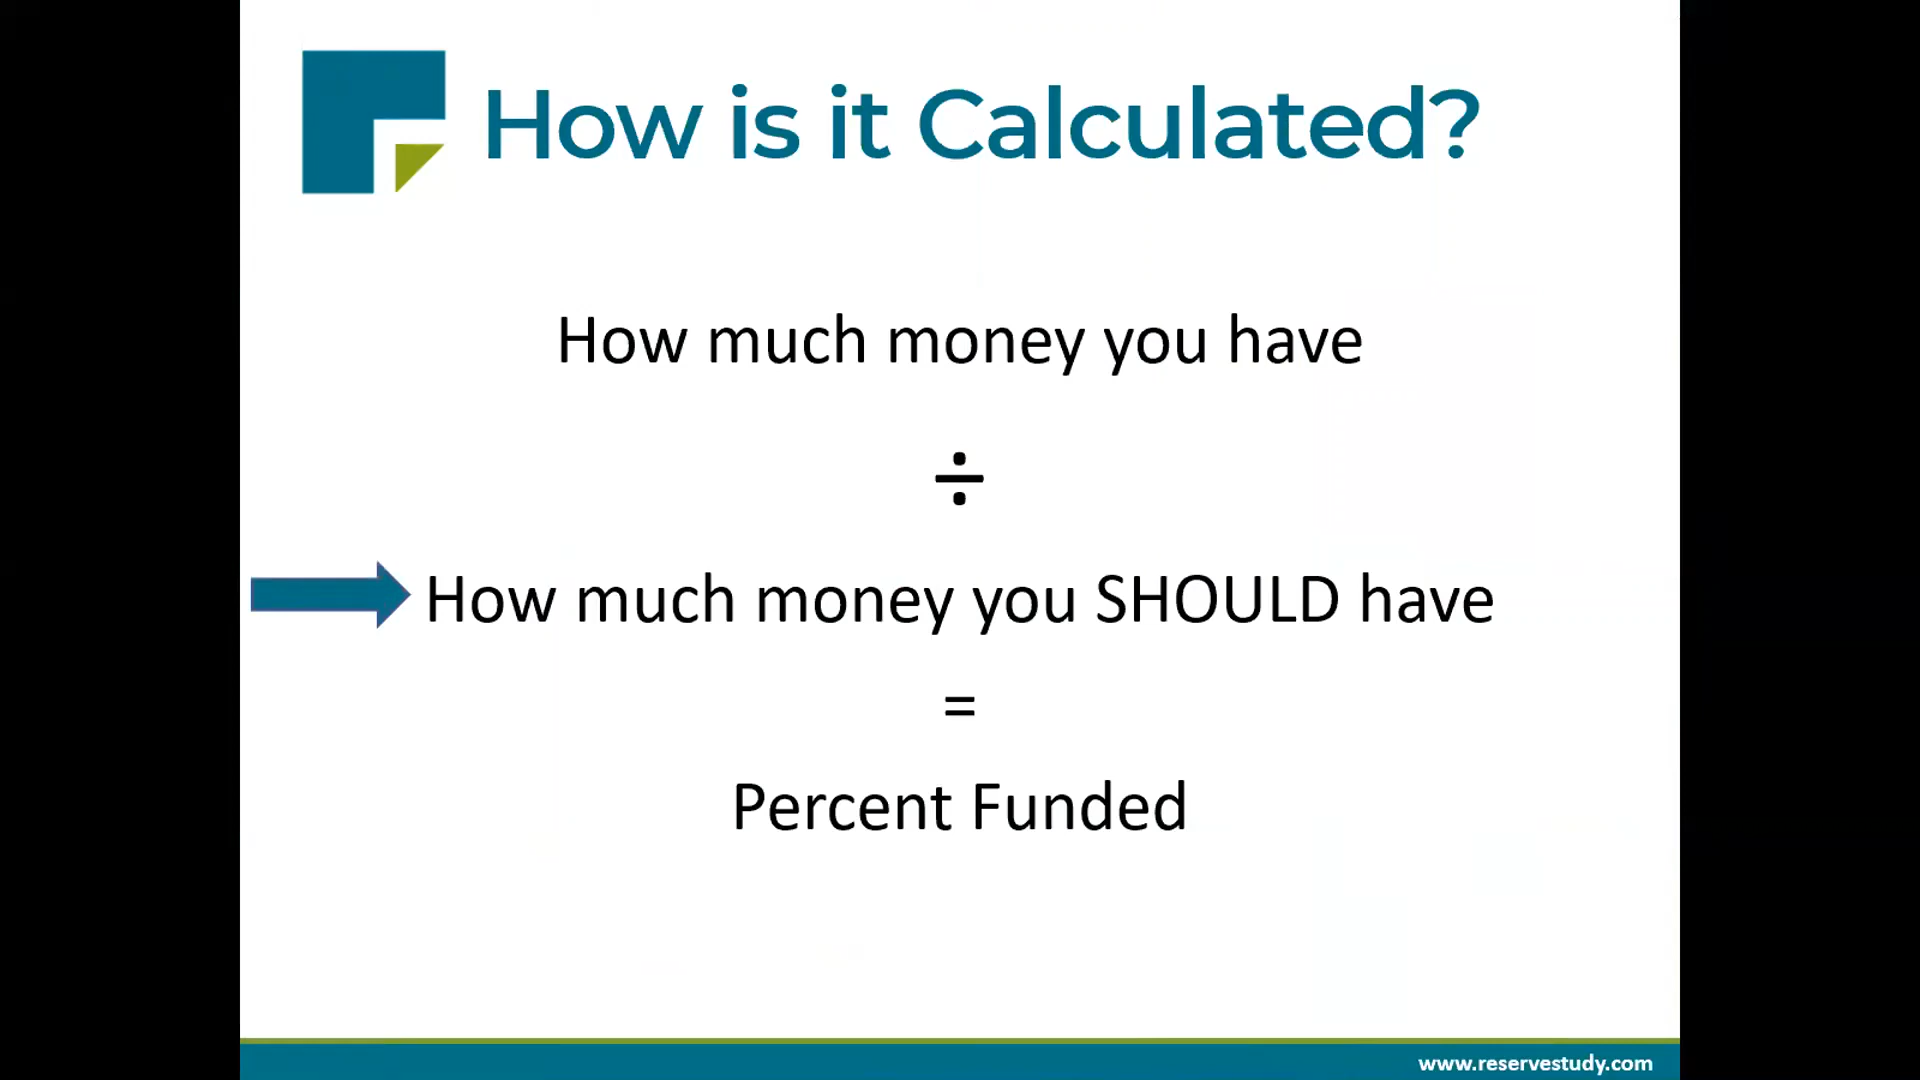 How is it Calculated?
How much money you have
÷
How much money you SHOULD have
=
Percent Funded
www.reservestudy.com